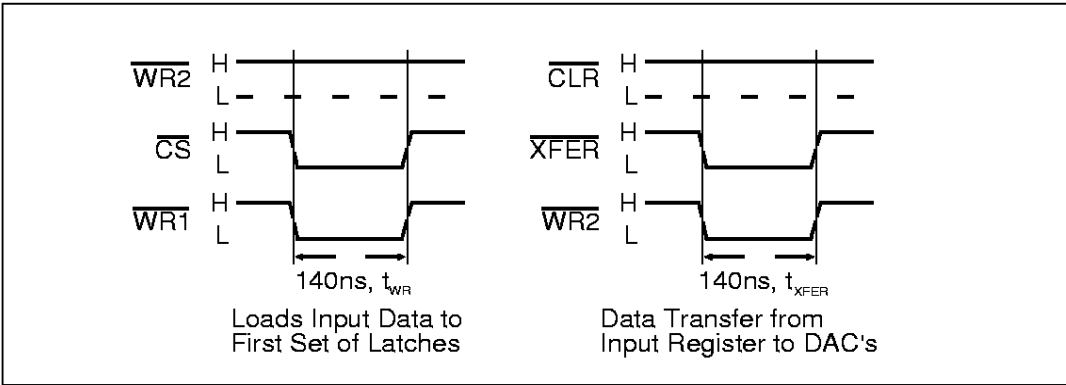 WR2 H
L
CS H
L
WR1 H
L
140ns, tWR
Loads Input Data to
First Set of Latches
CLR H
L
XFER H
L
WR2 H
L
140ns, tXFER
Data Transfer from
Input Register to DAC's